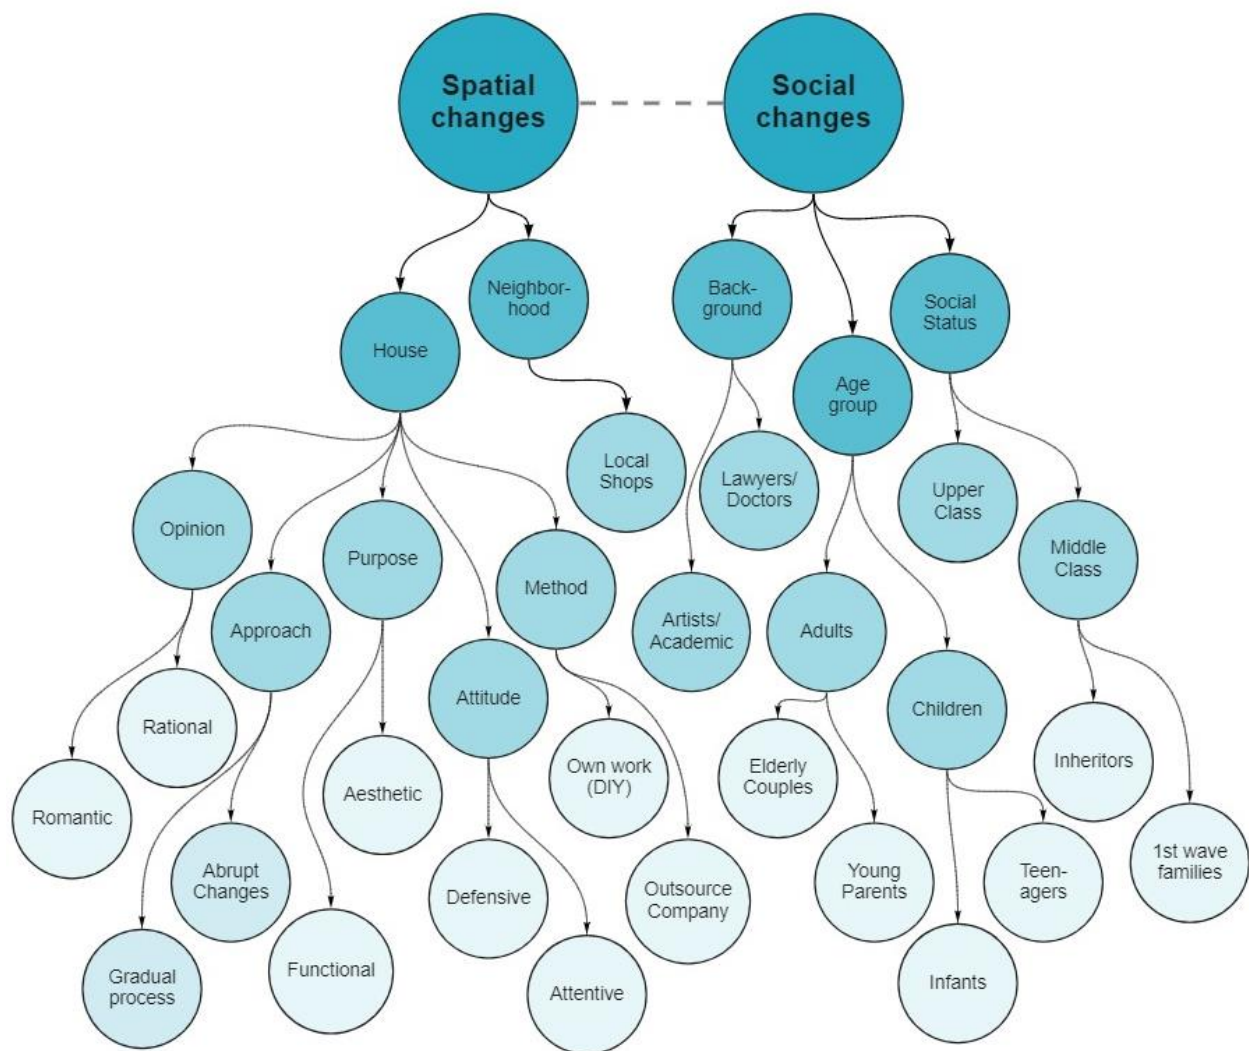 Spatial
changes
Social
changes
Neighbor-
hood
Back-
ground
Social
Status
House
Age
group
Local
Shops
Lawyers/
Doctors
Upper
Class
Opinion
Purpose
Method
Middle
Class
Approach
Artists/
Academic
Adults
Attitude
Children
Rational
Romantic
Aesthetic
Own work
(DIY)
Elderly
Couples
Inheritors
Abrupt
Changes
Defensive
Outsource
Company
Young
Parents
Teen-
agers
1st wave
families
Gradual
process
Functional
Attentive
Infants